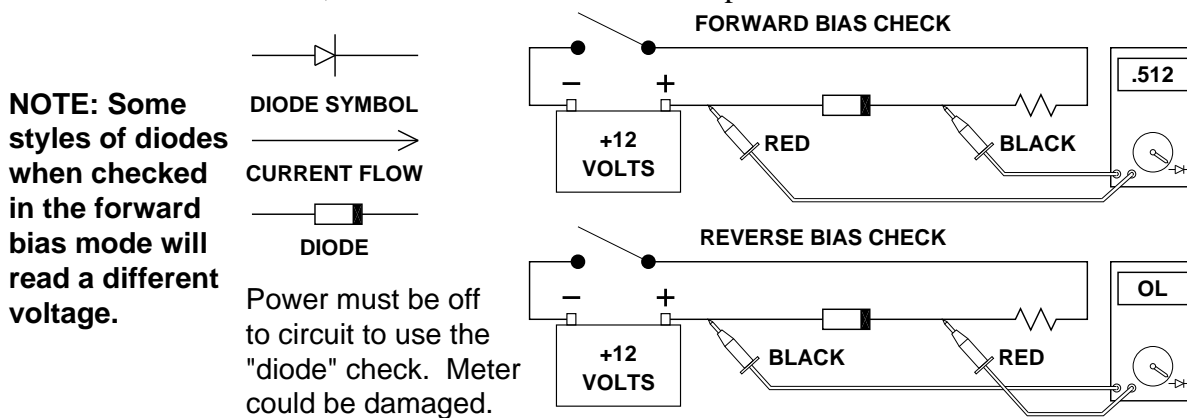 NOTE: Some
styles of diodes
when checked
in the forward
bias mode will
read a different
voltage.
DIODE SYMBOL
CURRENT FLOW
DIODE
Power must be off
to circuit to use the
"diode" check. Meter
could be damaged.
FORWARD BIAS CHECK
– +
+12
VOLTS
RED
BLACK
.512
REVERSE BIAS CHECK
– +
+12
VOLTS
BLACK
RED
OL